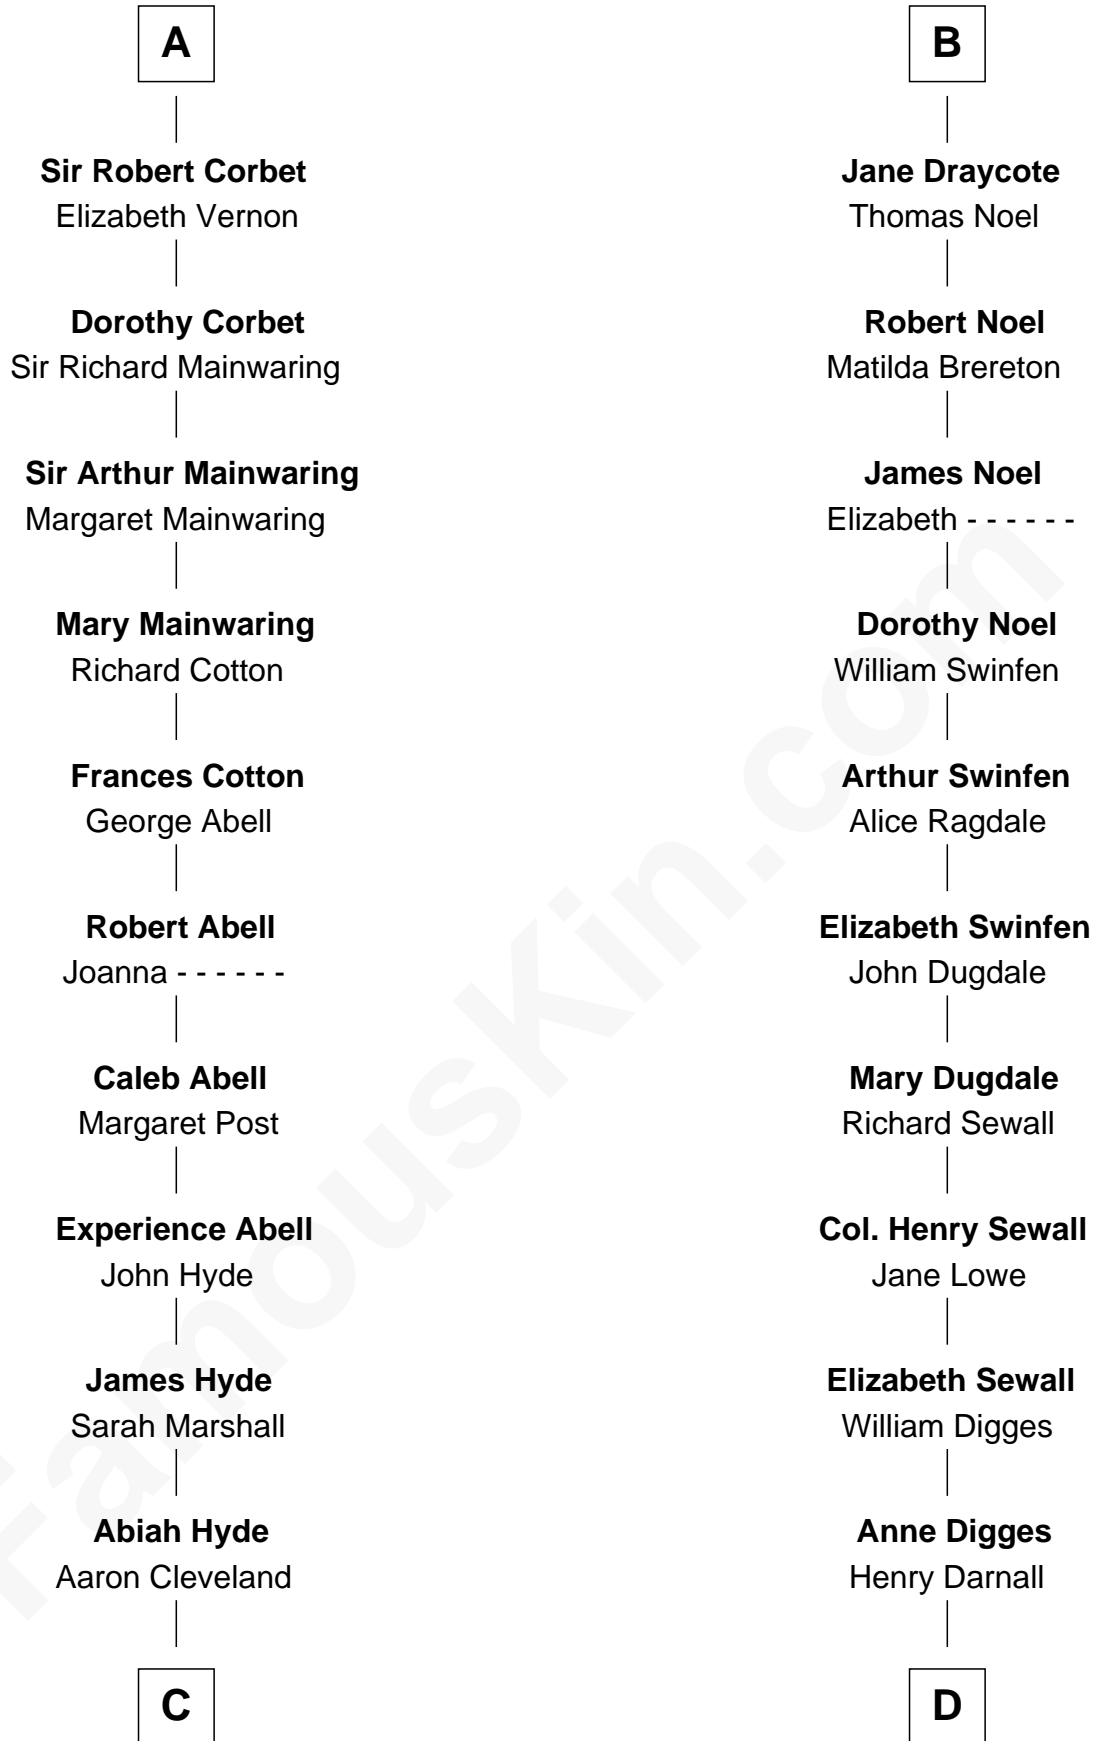 A
Sir Robert Corbet
Elizabeth Vernon
Dorothy Corbet
Sir Richard Mainwaring
Sir Arthur Mainwaring
Margaret Mainwaring
Mary Mainwaring
Richard Cotton
Frances Cotton
George Abell
Robert Abell
Joanna - - - - - -
Caleb Abell
Margaret Post
Experience Abell
John Hyde
James Hyde
Sarah Marshall
Abiah Hyde
Aaron Cleveland
C
B
Jane Draycote
Thomas Noel
Robert Noel
Matilda Brereton
James Noel
Elizabeth - - - - - -
Dorothy Noel
William Swinfen
Arthur Swinfen
Alice Ragdale
Elizabeth Swinfen
John Dugdale
Mary Dugdale
Richard Sewall
Col. Henry Sewall
Jane Lowe
Elizabeth Sewall
William Digges
Anne Digges
Henry Darnall
D
FamousKin.com